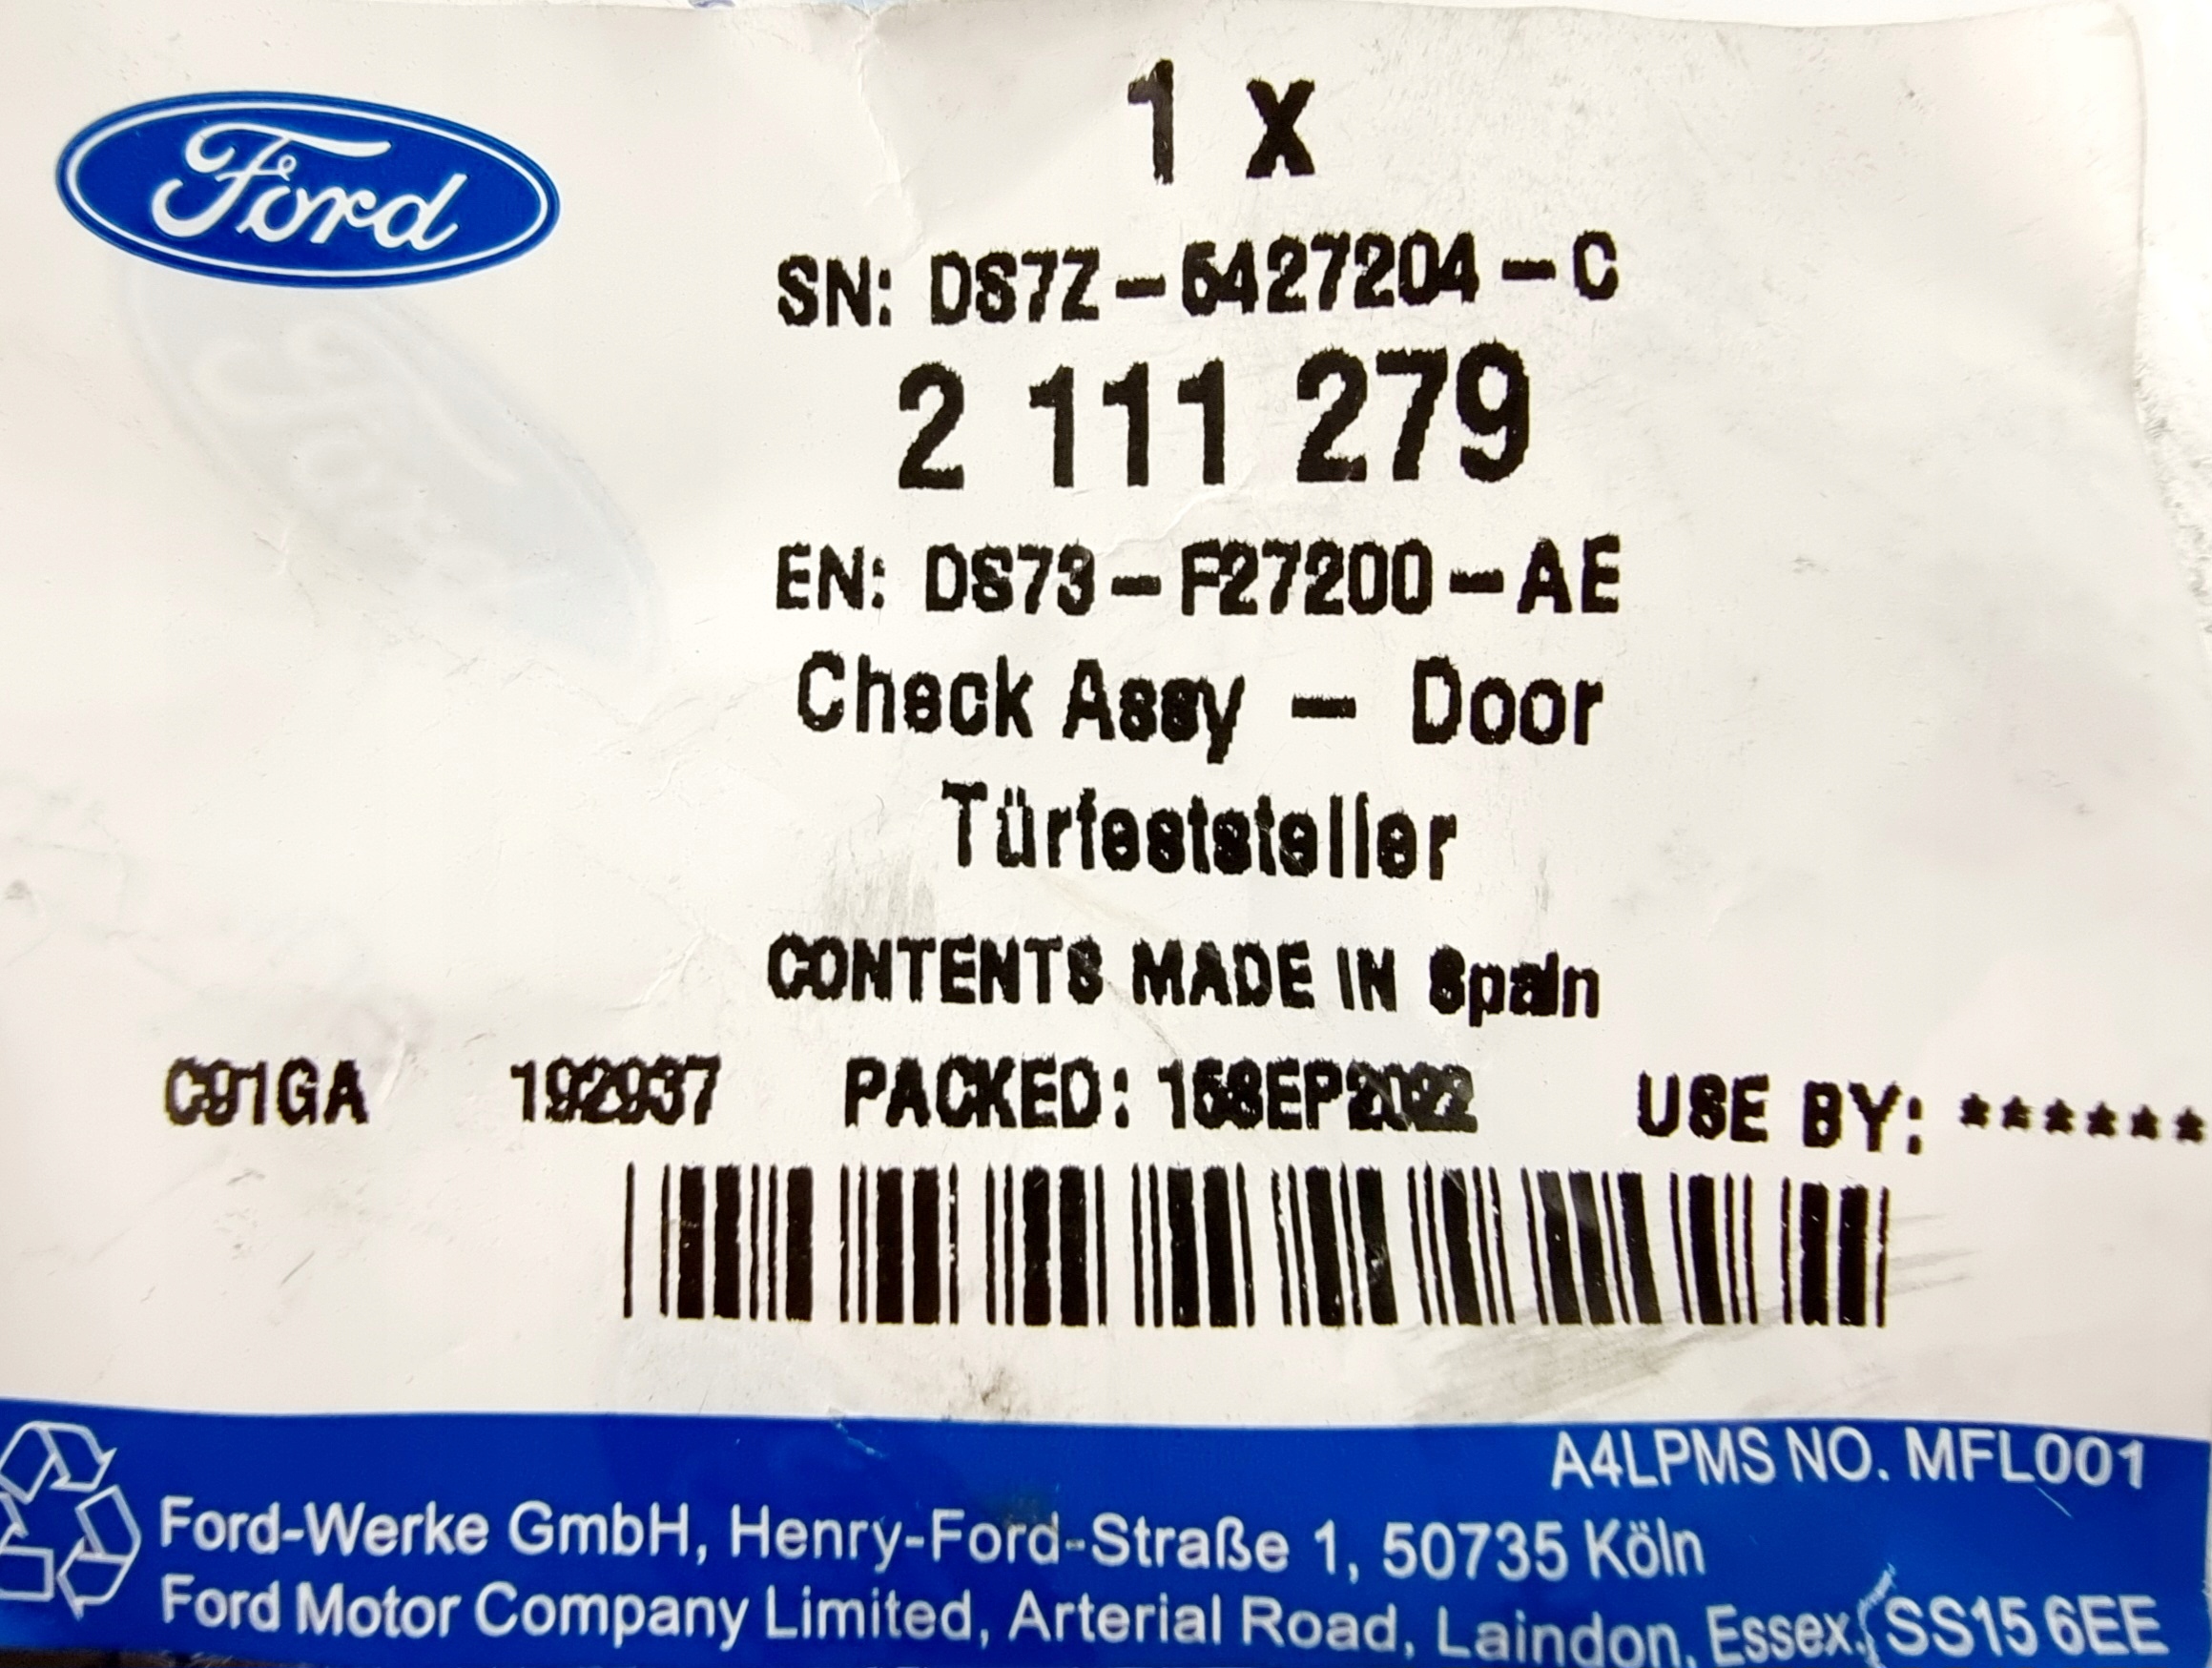 Ford
1 x
SN: DS7Z-5427204-C
2 111 279
EN: DS73-F27200-AE
Check Assy - Door
Türfeststeller
CONTENTS MADE IN Spain
C91GA 192937 PACKED: 15SEP2022 USE BY: ******
A4LPMS NO. MFL001
Ford-Werke GmbH, Henry-Ford-Straße 1, 50735 Köln
Ford Motor Company Limited, Arterial Road, Laindon, Essex. SS15 6EE